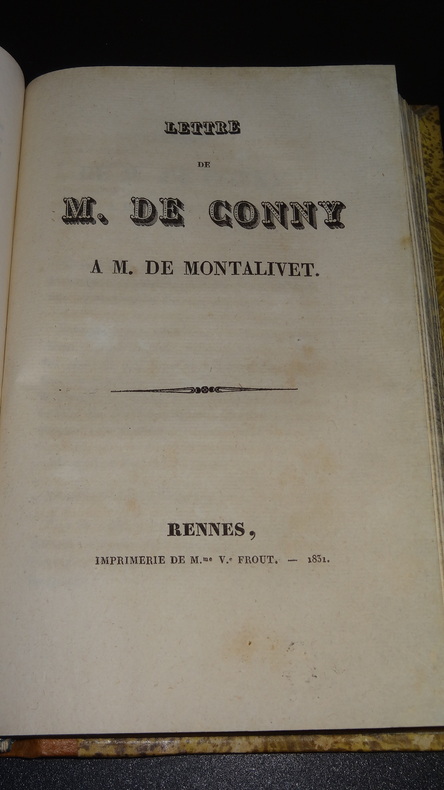 LETTRE
DE
M. DE CONNY
A M. DE MONTALIVET.
RENNES,
IMPRIMERIE DE M.me V.e FROUT. — 1831.